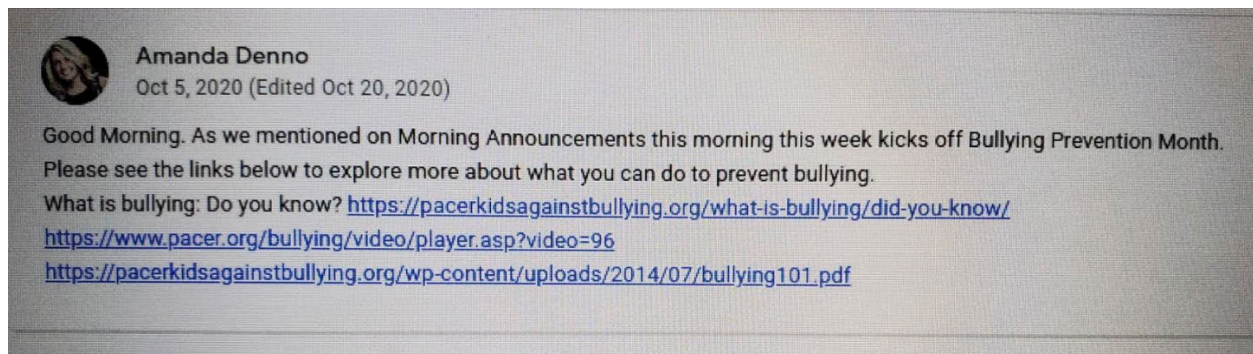 Amanda Denno
Oct 5, 2020 (Edited Oct 20, 2020)
Good Morning. As we mentioned on Morning Announcements this morning this week kicks off Bullying Prevention Month.
Please see the links below to explore more about what you can do to prevent bullying.
What is bullying: Do you know? https://pacerkidsagainstbullying.org/what-is-bullying/did-you-know/
https://www.pacer.org/bullying/video/player.asp?video=96
https://pacerkidsagainstbullying.org/wp-content/uploads/2014/07/bullying101.pdf